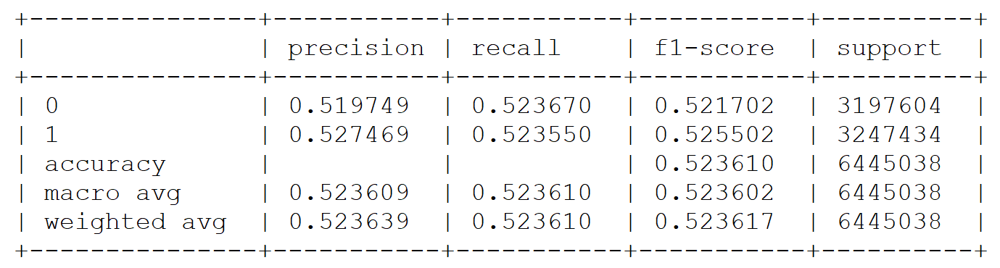 +---------------+-----------+-----------+-----------+----------+
|               | precision | recall    | f1-score  | support  |
+---------------+-----------+-----------+-----------+----------+
| 0             | 0.519749  | 0.523670  | 0.521702  | 3197604  |
| 1             | 0.527469  | 0.523550  | 0.525502  | 3247434  |
| accuracy      |           |           | 0.523610  | 6445038  |
| macro avg     | 0.523609  | 0.523610  | 0.523602  | 6445038  |
| weighted avg  | 0.523639  | 0.523610  | 0.523617  | 6445038  |
+---------------+-----------+-----------+-----------+----------+